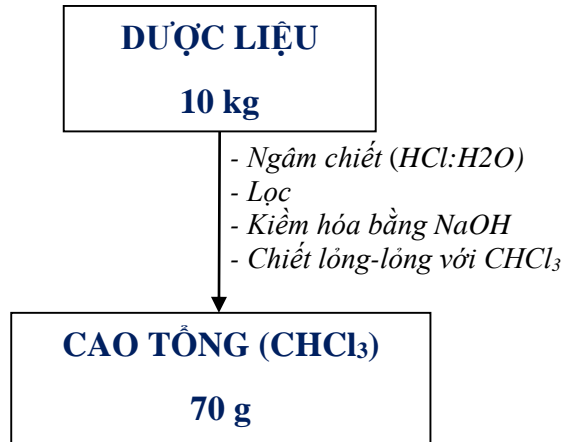 DƯỢC LIỆU
10 kg
- Ngâm chiết (HCl:H2O)
- Lọc
- Kiềm hóa bằng NaOH
- Chiết lỏng-lỏng với CHCl₃
CAO TỔNG (CHCl₃)
70 g